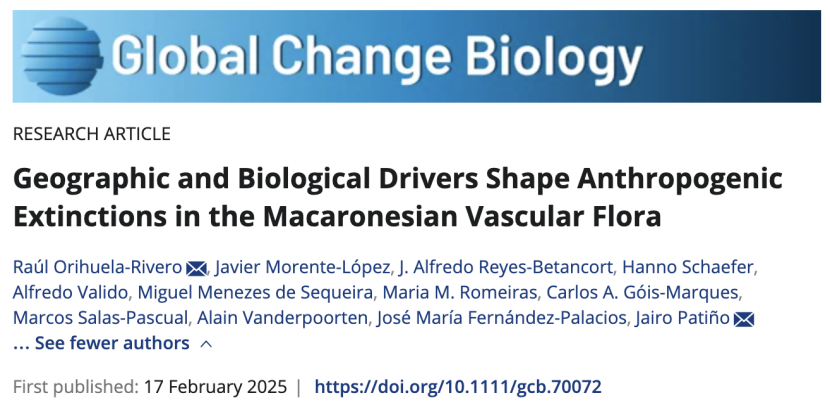 Global Change Biology
RESEARCH ARTICLE
Geographic and Biological Drivers Shape Anthropogenic
Extinctions in the Macaronesian Vascular Flora
Raúl Orihuela-Rivero, Javier Morente-López, J. Alfredo Reyes-Betancort, Hanno Schaefer,
Alfredo Valido, Miguel Menezes de Sequeira, Maria M. Romeiras, Carlos A. Góis-Marques,
Marcos Salas-Pascual, Alain Vanderpoorten, José María Fernández-Palacios, Jairo Patiño
... See fewer authors
First published: 17 February 2025 | https://doi.org/10.1111/gcb.70072